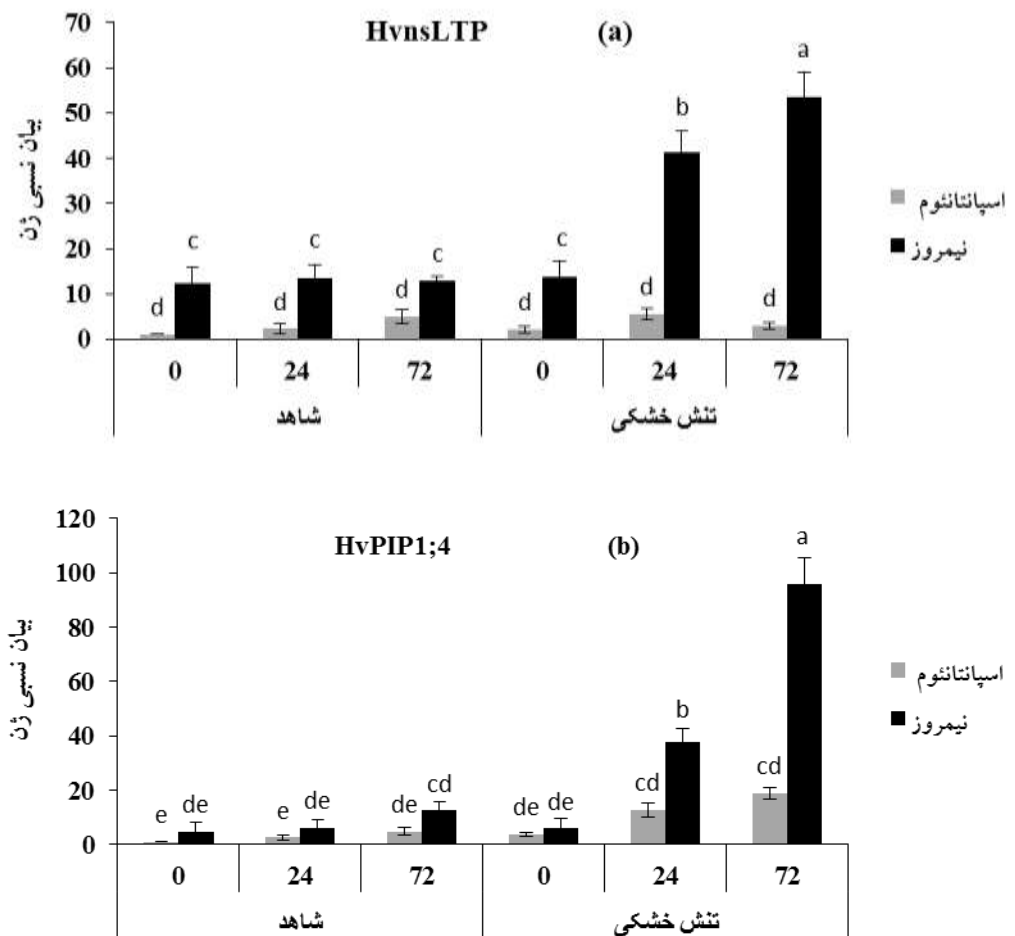 HvnsLTP (a)
بیان نسبی ژن
70
60
50
40
30
20
10
0
d c d c d c d c d b d a
0 24 72 0 24 72
شاهد تنش خشکی
اسپانتانئوم
نیمروز
HvPIP1;4 (b)
بیان نسبی ژن
120
100
80
60
40
20
0
e de e de de cd de de cd b cd a
0 24 72 0 24 72
شاهد تنش خشکی
اسپانتانئوم
نیمروز